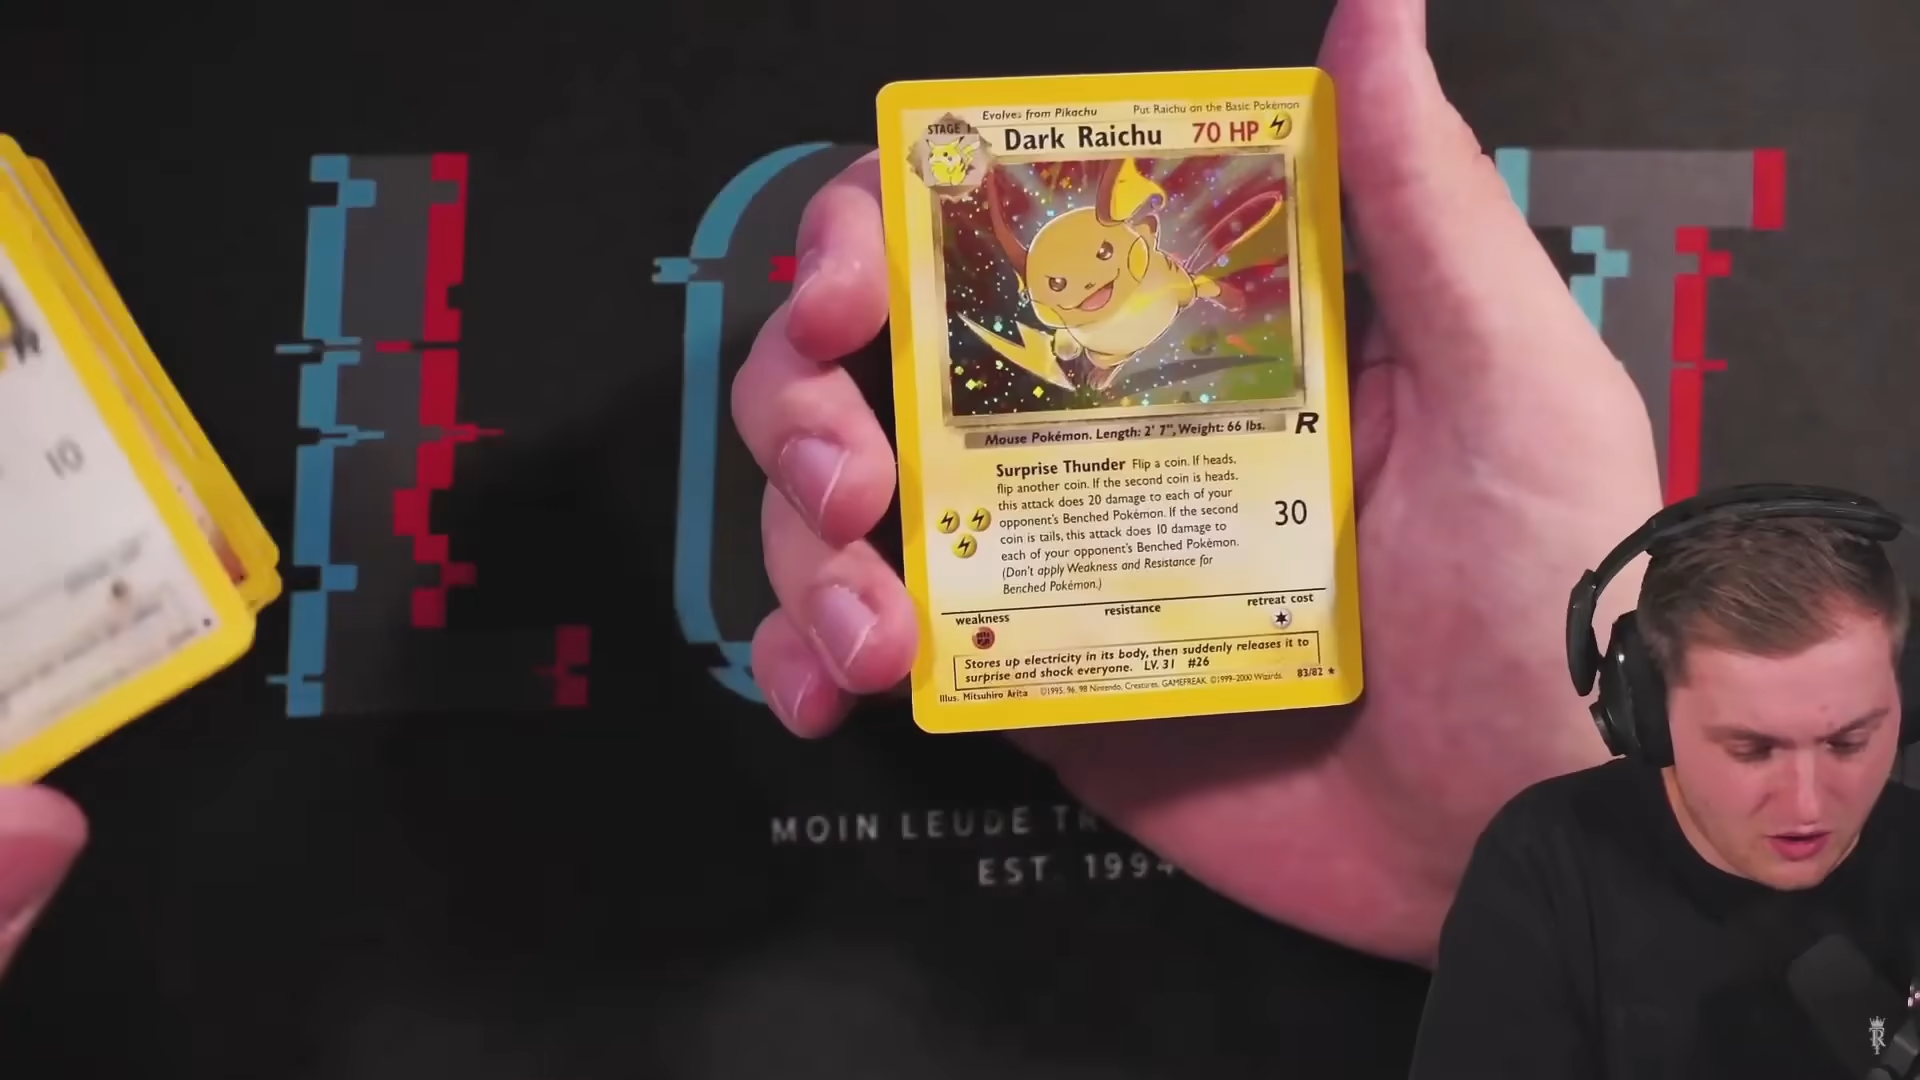 Evolves from Pikachu Put Raichu on the Basic Pokémon
STAGE 1
Dark Raichu 70 HP
Mouse Pokémon. Length: 2' 7", Weight: 66 lbs. R
Surprise Thunder Flip a coin. If heads,
flip another coin. If the second coin is heads,
this attack does 20 damage to each of your
opponent's Benched Pokémon. If the second
coin is tails, this attack does 10 damage to
each of your opponent's Benched Pokémon.
(Don't apply Weakness and Resistance for
Benched Pokémon.)
30
weakness resistance retreat cost
Stores up electricity in its body, then suddenly releases it to
surprise and shock everyone. LV. 31 #26
Illus. Mitsuhiro Arita ©1995, 96, 98 Nintendo, Creatures, GAMEFREAK. ©1999-2000 Wizards. 83/82 ★
10
MOIN LEUDE TR
EST. 1994